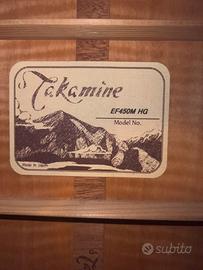 Takamine
EF450M HG
Model No.
Made in Japan
subito